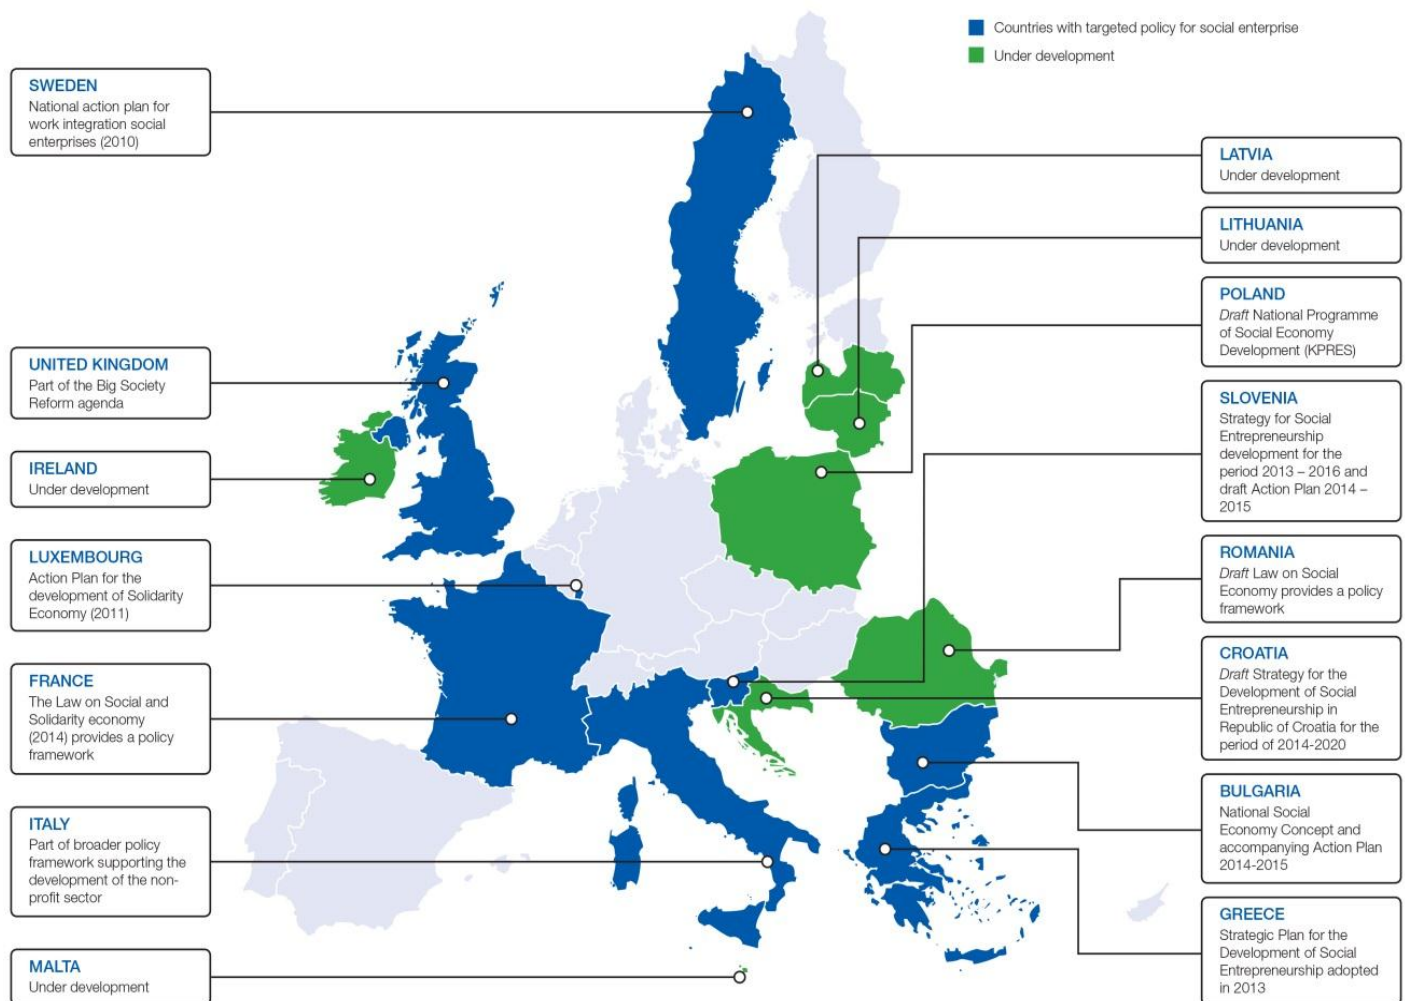 Countries with targeted policy for social enterprise
Under development
SWEDEN
National action plan for
work integration social
enterprises (2010)
UNITED KINGDOM
Part of the Big Society
Reform agenda
IRELAND
Under development
LUXEMBOURG
Action Plan for the
development of Solidarity
Economy (2011)
FRANCE
The Law on Social and
Solidarity economy
(2014) provides a policy
framework
ITALY
Part of broader policy
framework supporting the
development of the non-
profit sector
MALTA
Under development
LATVIA
Under development
LITHUANIA
Under development
POLAND
Draft National Programme
of Social Economy
Development (KPRES)
SLOVENIA
Strategy for Social
Entrepreneurship
development for the
period 2013 – 2016 and
draft Action Plan 2014 –
2015
ROMANIA
Draft Law on Social
Economy provides a policy
framework
CROATIA
Draft Strategy for the
Development of Social
Entrepreneurship in
Republic of Croatia for the
period of 2014-2020
BULGARIA
National Social
Economy Concept and
accompanying Action Plan
2014-2015
GREECE
Strategic Plan for the
Development of Social
Entrepreneurship adopted
in 2013